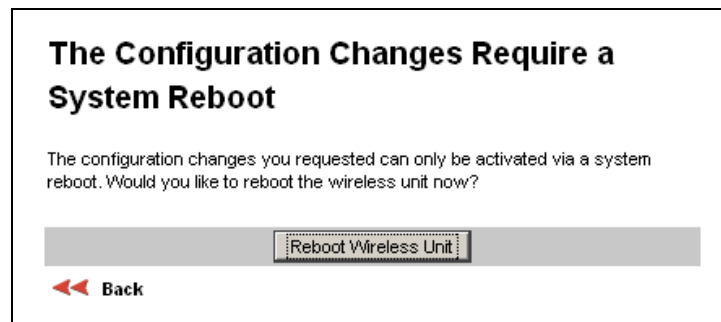 The Configuration Changes Require a
System Reboot
The configuration changes you requested can only be activated via a system
reboot. Would you like to reboot the wireless unit now?
Reboot Wireless Unit
Back